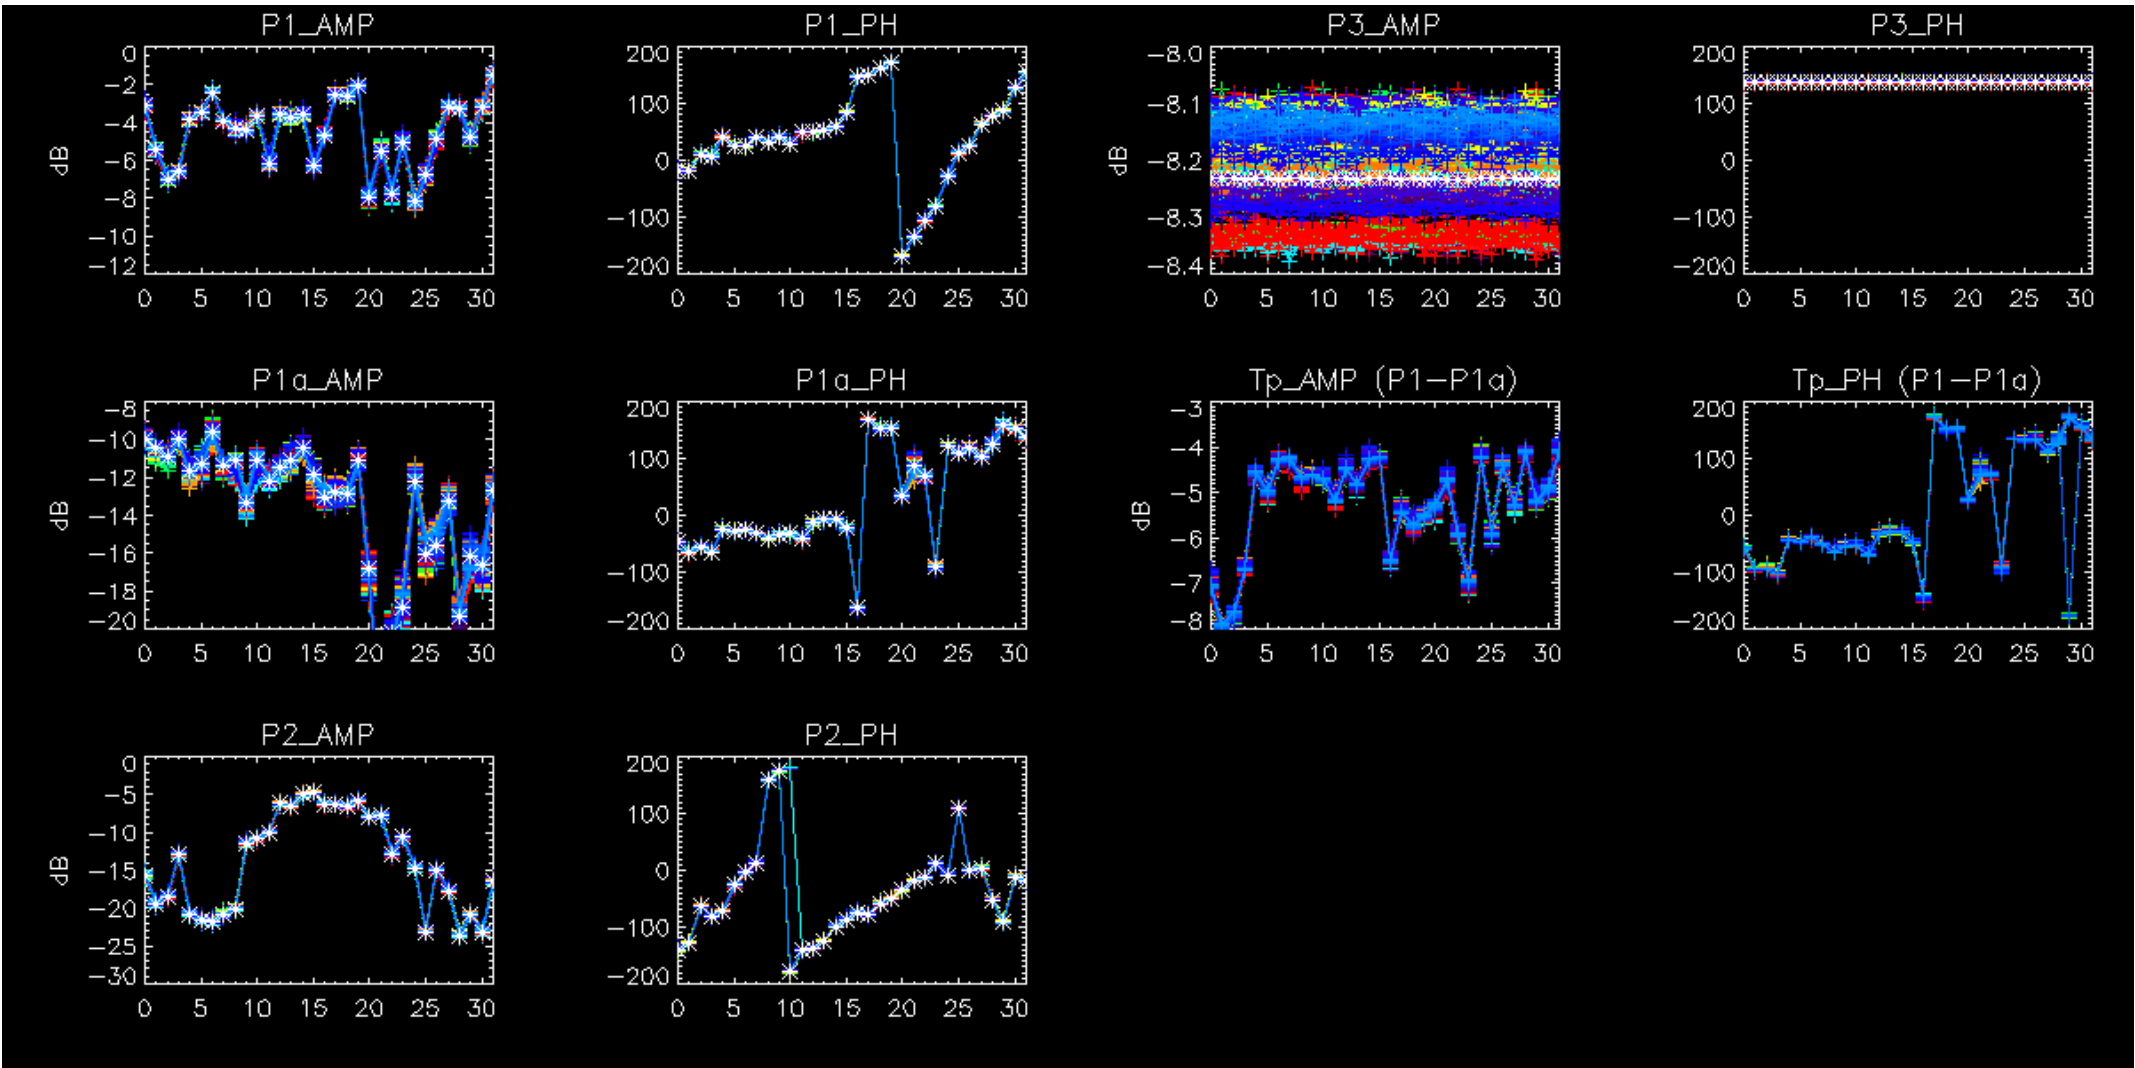 P1_AMP
0
−2
−4
−6
−8
−10
−12
dB
0 5 10 15 20 25 30
P1_PH
200
100
0
−100
−200
0 5 10 15 20 25 30
P3_AMP
−8.0
−8.1
−8.2
−8.3
−8.4
dB
0 5 10 15 20 25 30
P3_PH
200
100
0
−100
−200
0 5 10 15 20 25 30
P1a_AMP
−8
−10
−12
−14
−16
−18
−20
dB
0 5 10 15 20 25 30
P1a_PH
200
100
0
−100
−200
0 5 10 15 20 25 30
Tp_AMP (P1−P1a)
−3
−4
−5
−6
−7
−8
dB
0 5 10 15 20 25 30
Tp_PH (P1−P1a)
200
100
0
−100
−200
0 5 10 15 20 25 30
P2_AMP
0
−5
−10
−15
−20
−25
−30
dB
0 5 10 15 20 25 30
P2_PH
200
100
0
−100
−200
0 5 10 15 20 25 30